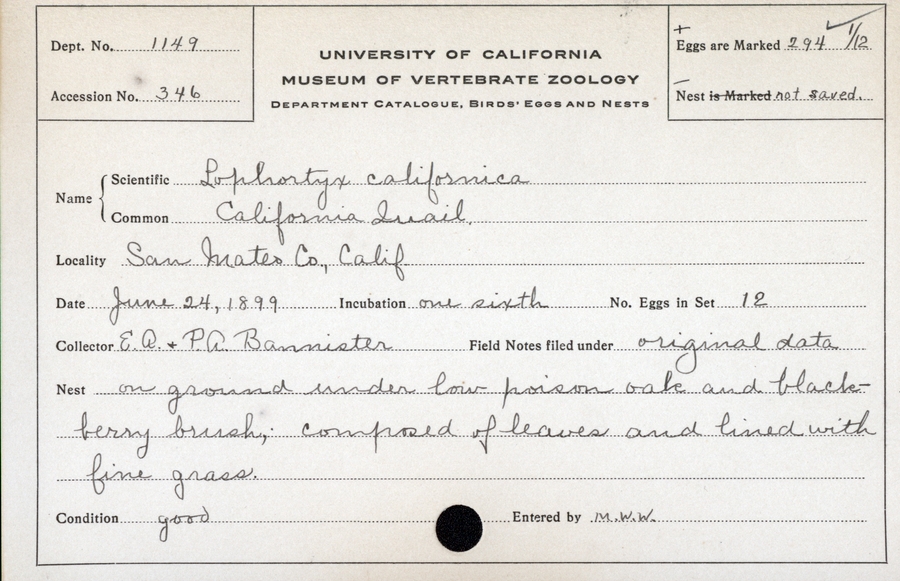 Dept. No. 1149
Accession No. 346
UNIVERSITY OF CALIFORNIA
MUSEUM OF VERTEBRATE ZOOLOGY
DEPARTMENT CATALOGUE, BIRDS' EGGS AND NESTS
+
Eggs are Marked 294 1/12
Nest is Marked not saved.
Name
Scientific Lophortyx californica
Common California Quail.
Locality San Mateo Co., Calif
Date June 24, 1899 Incubation one sixth No. Eggs in Set 12
Collector E.A. + P.A. Bannister Field Notes filed under original data
Nest on ground under low poison oak and black-
berry brush; composed of leaves and lined with
fine grass.
Condition good Entered by M.W.W.